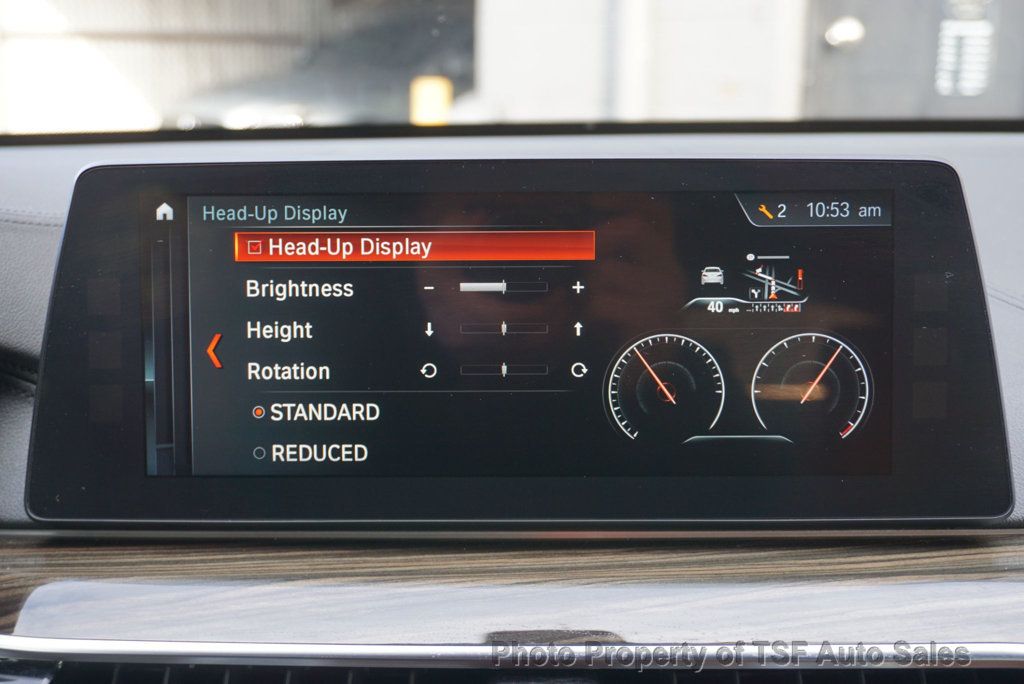 Head-Up Display
2 10:53 am
Head-Up Display
Brightness - +
Height
Rotation
STANDARD
REDUCED
40 mph
Photo Property of TSF Auto Sales